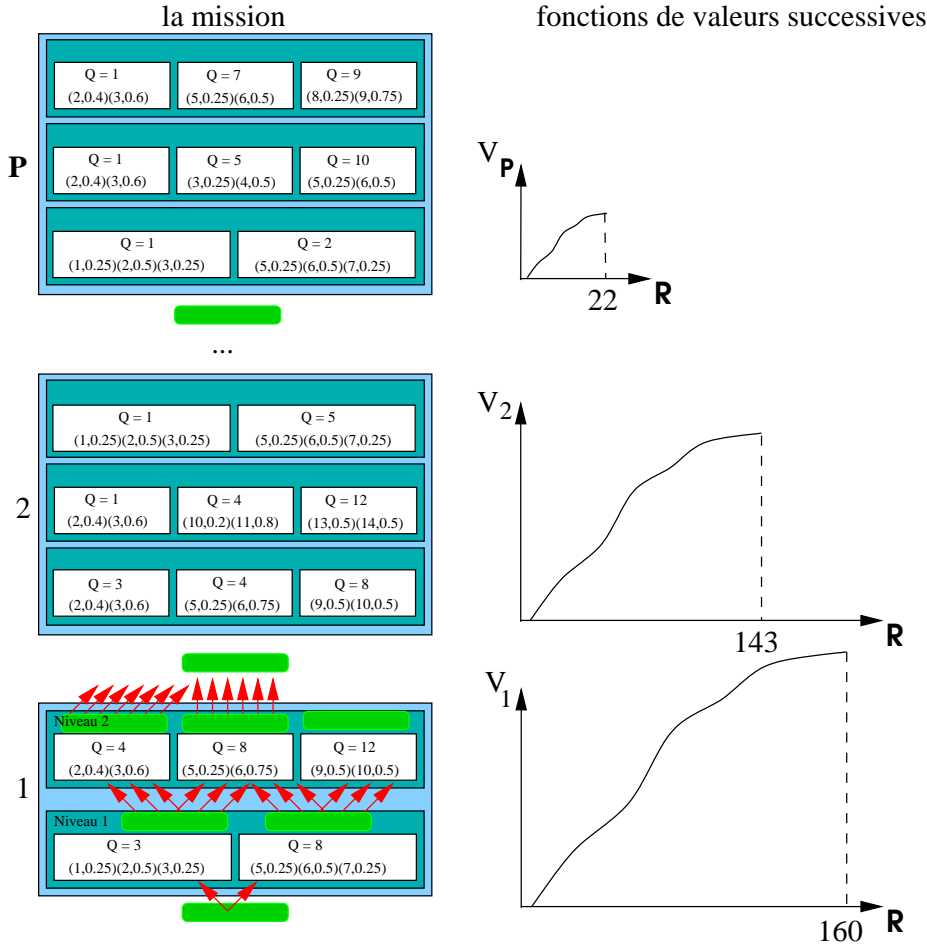 la mission
fonctions de valeurs successives
P
Q = 1
(2,0.4)(3,0.6)
Q = 7
(5,0.25)(6,0.5)
Q = 9
(8,0.25)(9,0.75)
Q = 1
(2,0.4)(3,0.6)
Q = 5
(3,0.25)(4,0.5)
Q = 10
(5,0.25)(6,0.5)
Q = 1
(1,0.25)(2,0.5)(3,0.25)
Q = 2
(5,0.25)(6,0.5)(7,0.25)
V P
22
R
...
2
Q = 1
(1,0.25)(2,0.5)(3,0.25)
Q = 5
(5,0.25)(6,0.5)(7,0.25)
Q = 1
(2,0.4)(3,0.6)
Q = 4
(10,0.2)(11,0.8)
Q = 12
(13,0.5)(14,0.5)
Q = 3
(2,0.4)(3,0.6)
Q = 4
(5,0.25)(6,0.75)
Q = 8
(9,0.5)(10,0.5)
V2
143
R
1
Niveau 2
Q = 4
(2,0.4)(3,0.6)
Q = 8
(5,0.25)(6,0.75)
Q = 12
(9,0.5)(10,0.5)
Niveau 1
Q = 3
(1,0.25)(2,0.5)(3,0.25)
Q = 8
(5,0.25)(6,0.5)(7,0.25)
V1
160
R